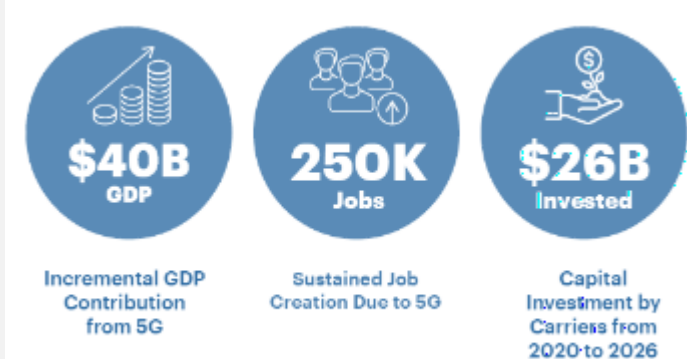 $40B
GDP
Incremental GDP
Contribution
from 5G
250K
Jobs
Sustained Job
Creation Due to 5G
$26B
Invested
Capital
Investment by
Carriers from
2020 to 2026